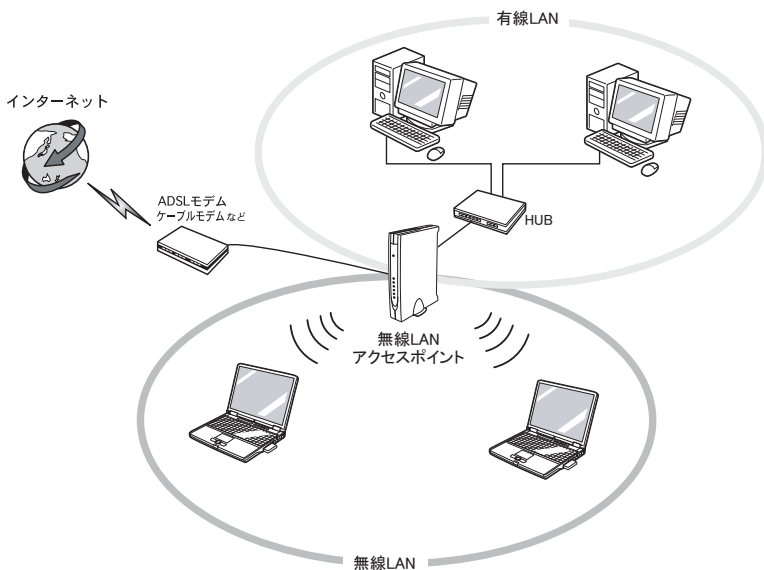 有線LAN
インターネット
ADSLモデム
ケーブルモデムなど
HUB
無線LAN
アクセスポイント
無線LAN